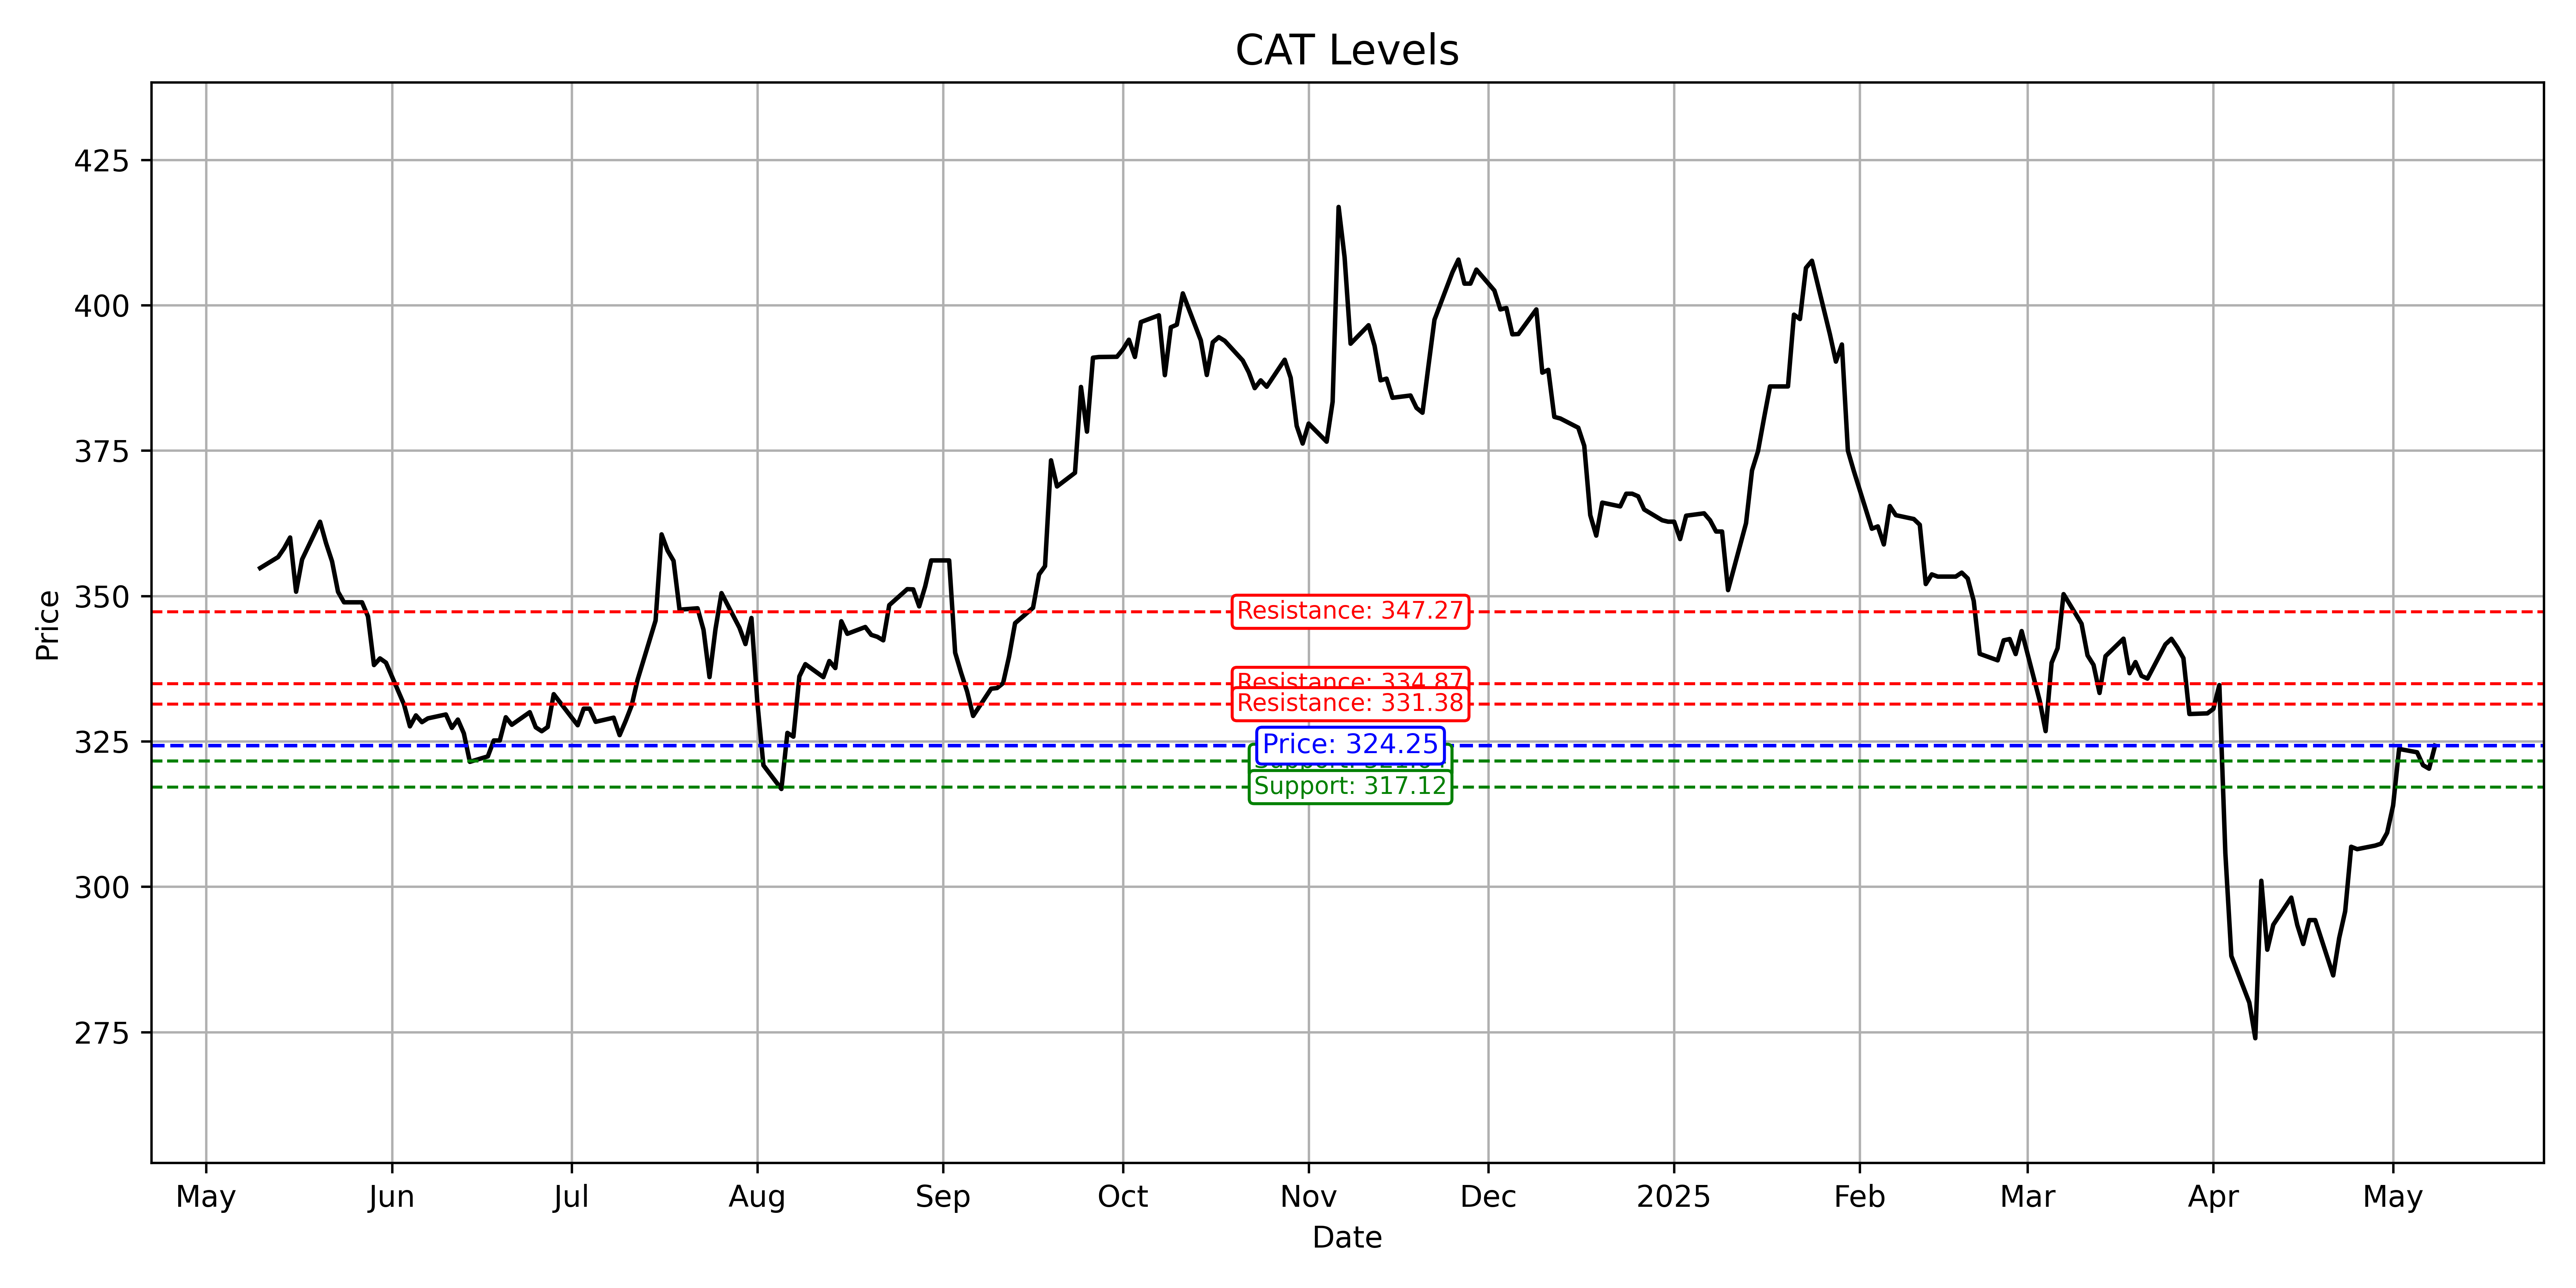 CAT Levels
Price
425
400
375
350
325
300
275
Resistance: 347.27
Resistance: 334.87
Resistance: 331.38
Price: 324.25
Support:
Support: 317.12
May
Jun
Jul
Aug
Sep
Oct
Nov
Dec
2025
Feb
Mar
Apr
May
Date